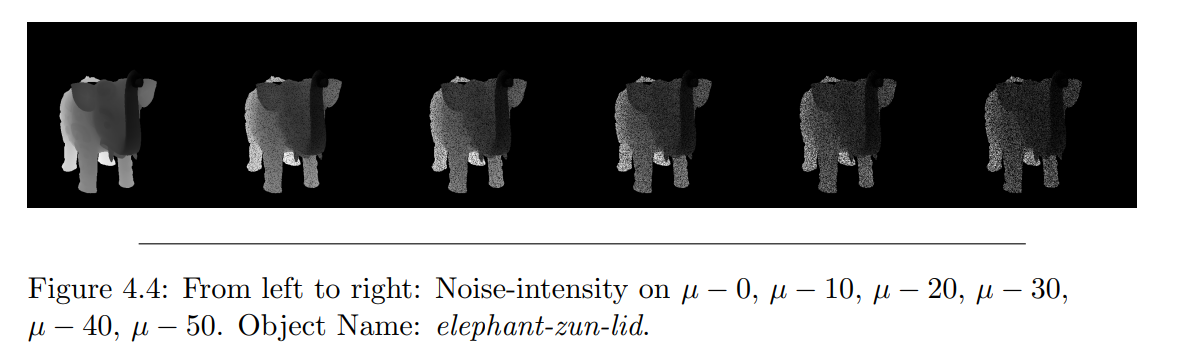 Figure 4.4: From left to right: Noise-intensity on μ − 0, μ − 10, μ − 20, μ − 30,
μ − 40, μ − 50. Object Name: elephant-zun-lid.